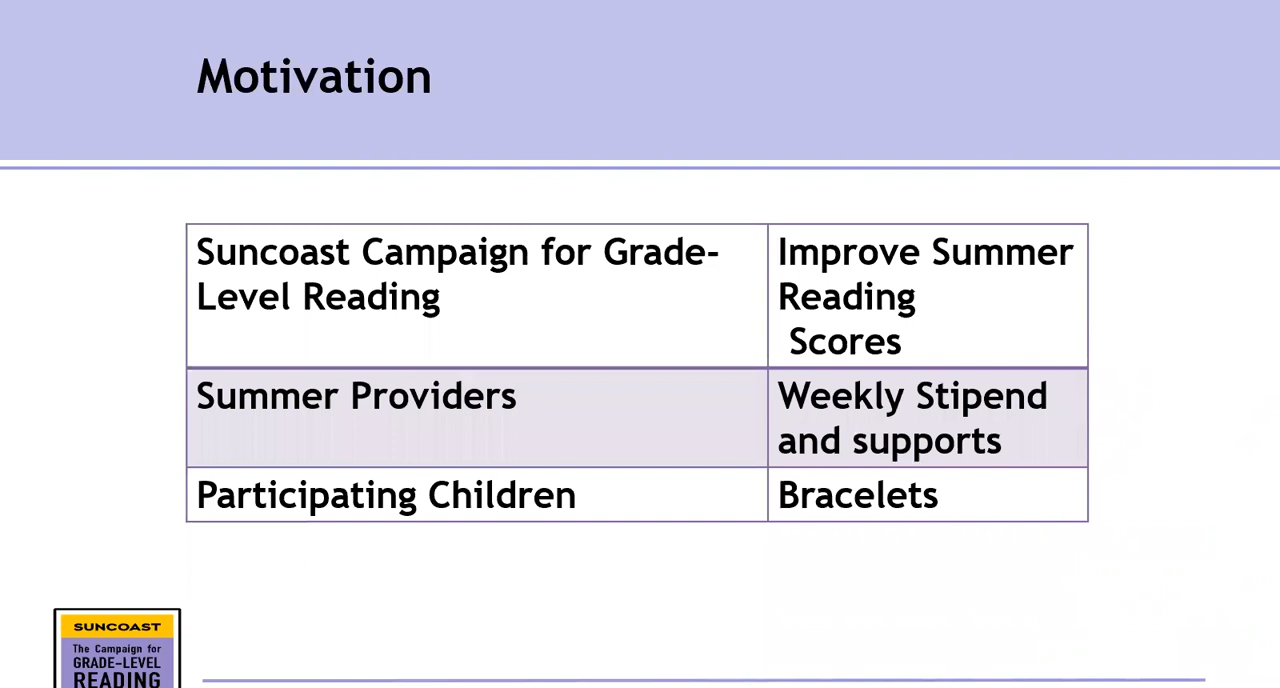 Motivation
Suncoast Campaign for Grade-
Level Reading
Improve Summer
Reading
Scores
Summer Providers
Weekly Stipend
and supports
Participating Children
Bracelets
SUNCOAST
The Campaign for
GRADE-LEVEL
READING